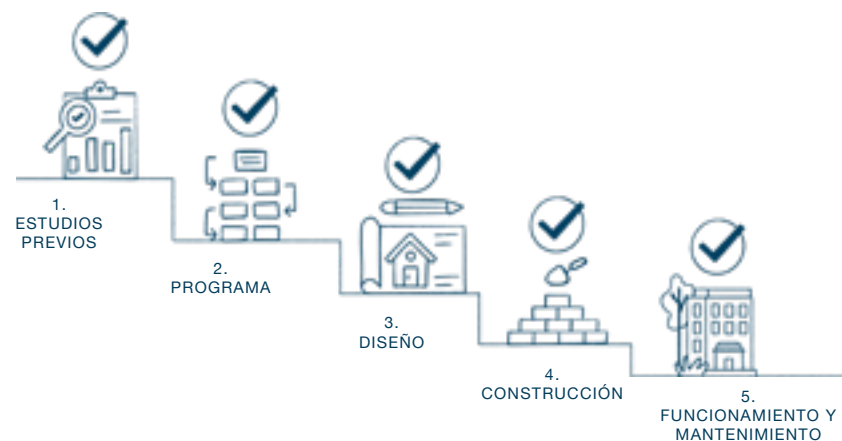 1.
ESTUDIOS
PREVIOS
2.
PROGRAMA
3.
DISEÑO
4.
CONSTRUCCIÓN
5.
FUNCIONAMIENTO Y
MANTENIMIENTO